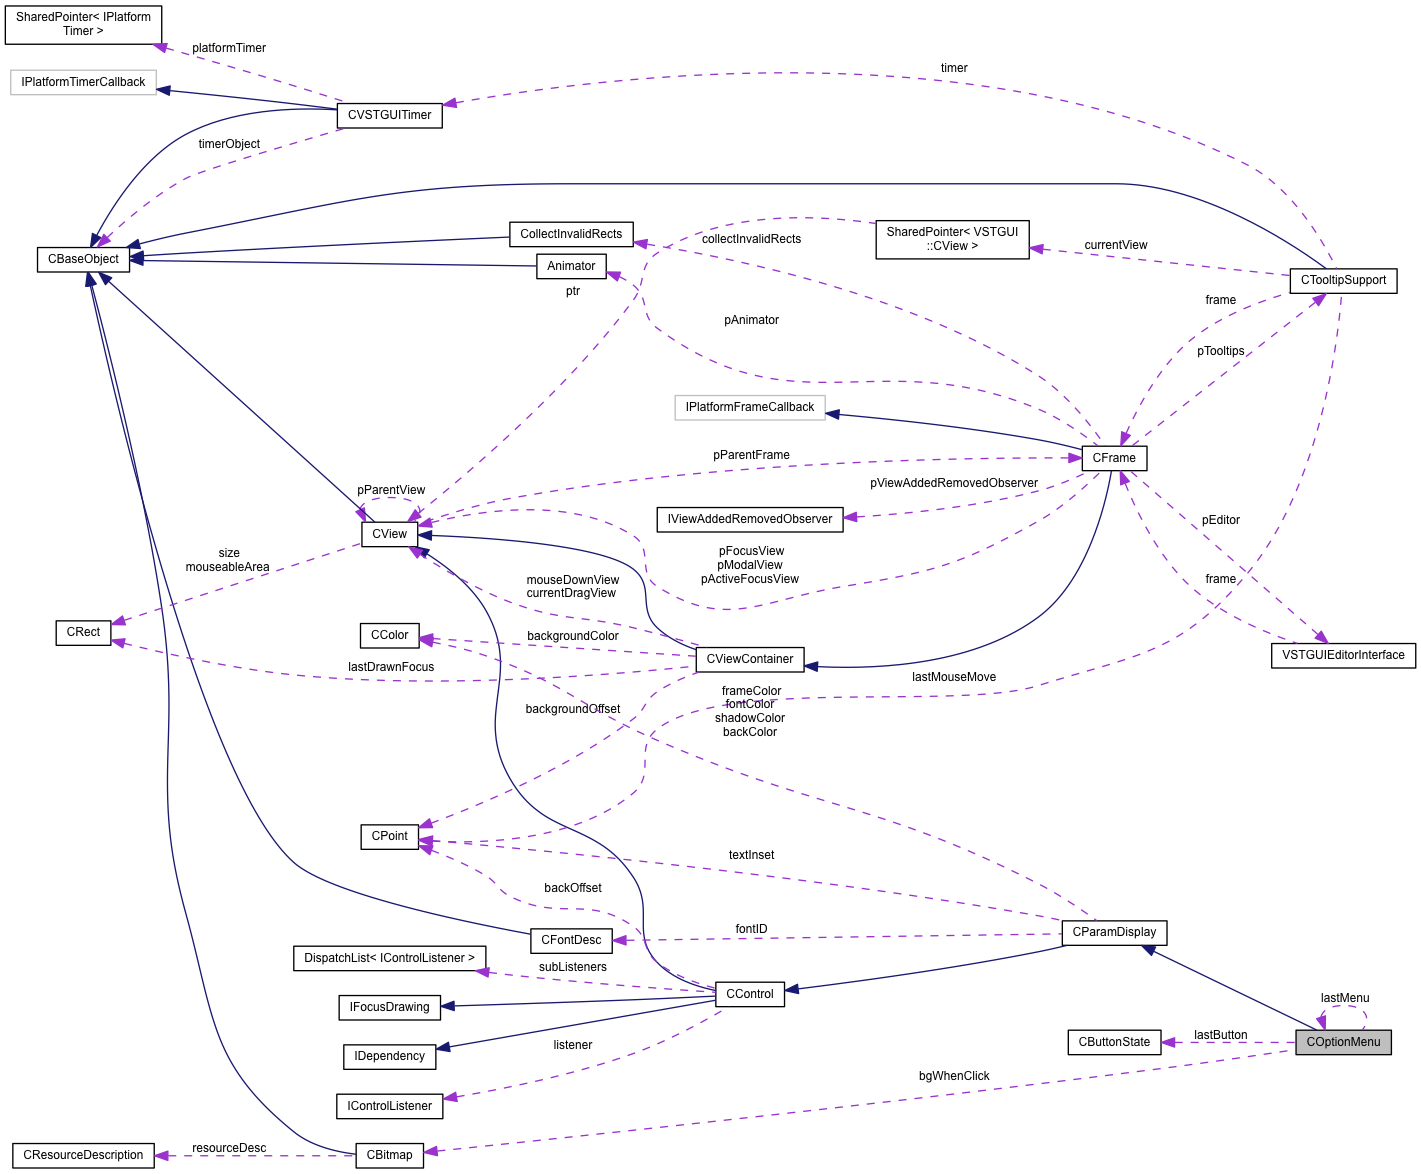 SharedPointer< IPlatform
Timer >
platformTimer
timer
IPlatformTimerCallback
CVSTGUITimer
timerObject
CollectInvalidRects
SharedPointer< VSTGUI
::CView >
collectInvalidRects
currentView
CBaseObject
Animator
CTooltipSupport
ptr
frame
pAnimator
pTooltips
IPlatformFrameCallback
pParentFrame
CFrame
pViewAddedRemovedObserver
pParentView
IViewAddedRemovedObserver
pEditor
CView
size
mouseableArea
pFocusView
pModalView
pActiveFocusView
mouseDownView
currentDragView
frame
CRect
CColor
backgroundColor
CViewContainer
VSTGUIEditorInterface
lastDrawnFocus
lastMouseMove
backgroundOffset
frameColor
fontColor
shadowColor
backColor
CPoint
textInset
backOffset
CFontDesc
fontID
CParamDisplay
DispatchList< IControlListener >
subListeners
CControl
lastMenu
IFocusDrawing
CButtonState
lastButton
COptionMenu
IDependency
listener
bgWhenClick
IControlListener
CResourceDescription
resourceDesc
CBitmap